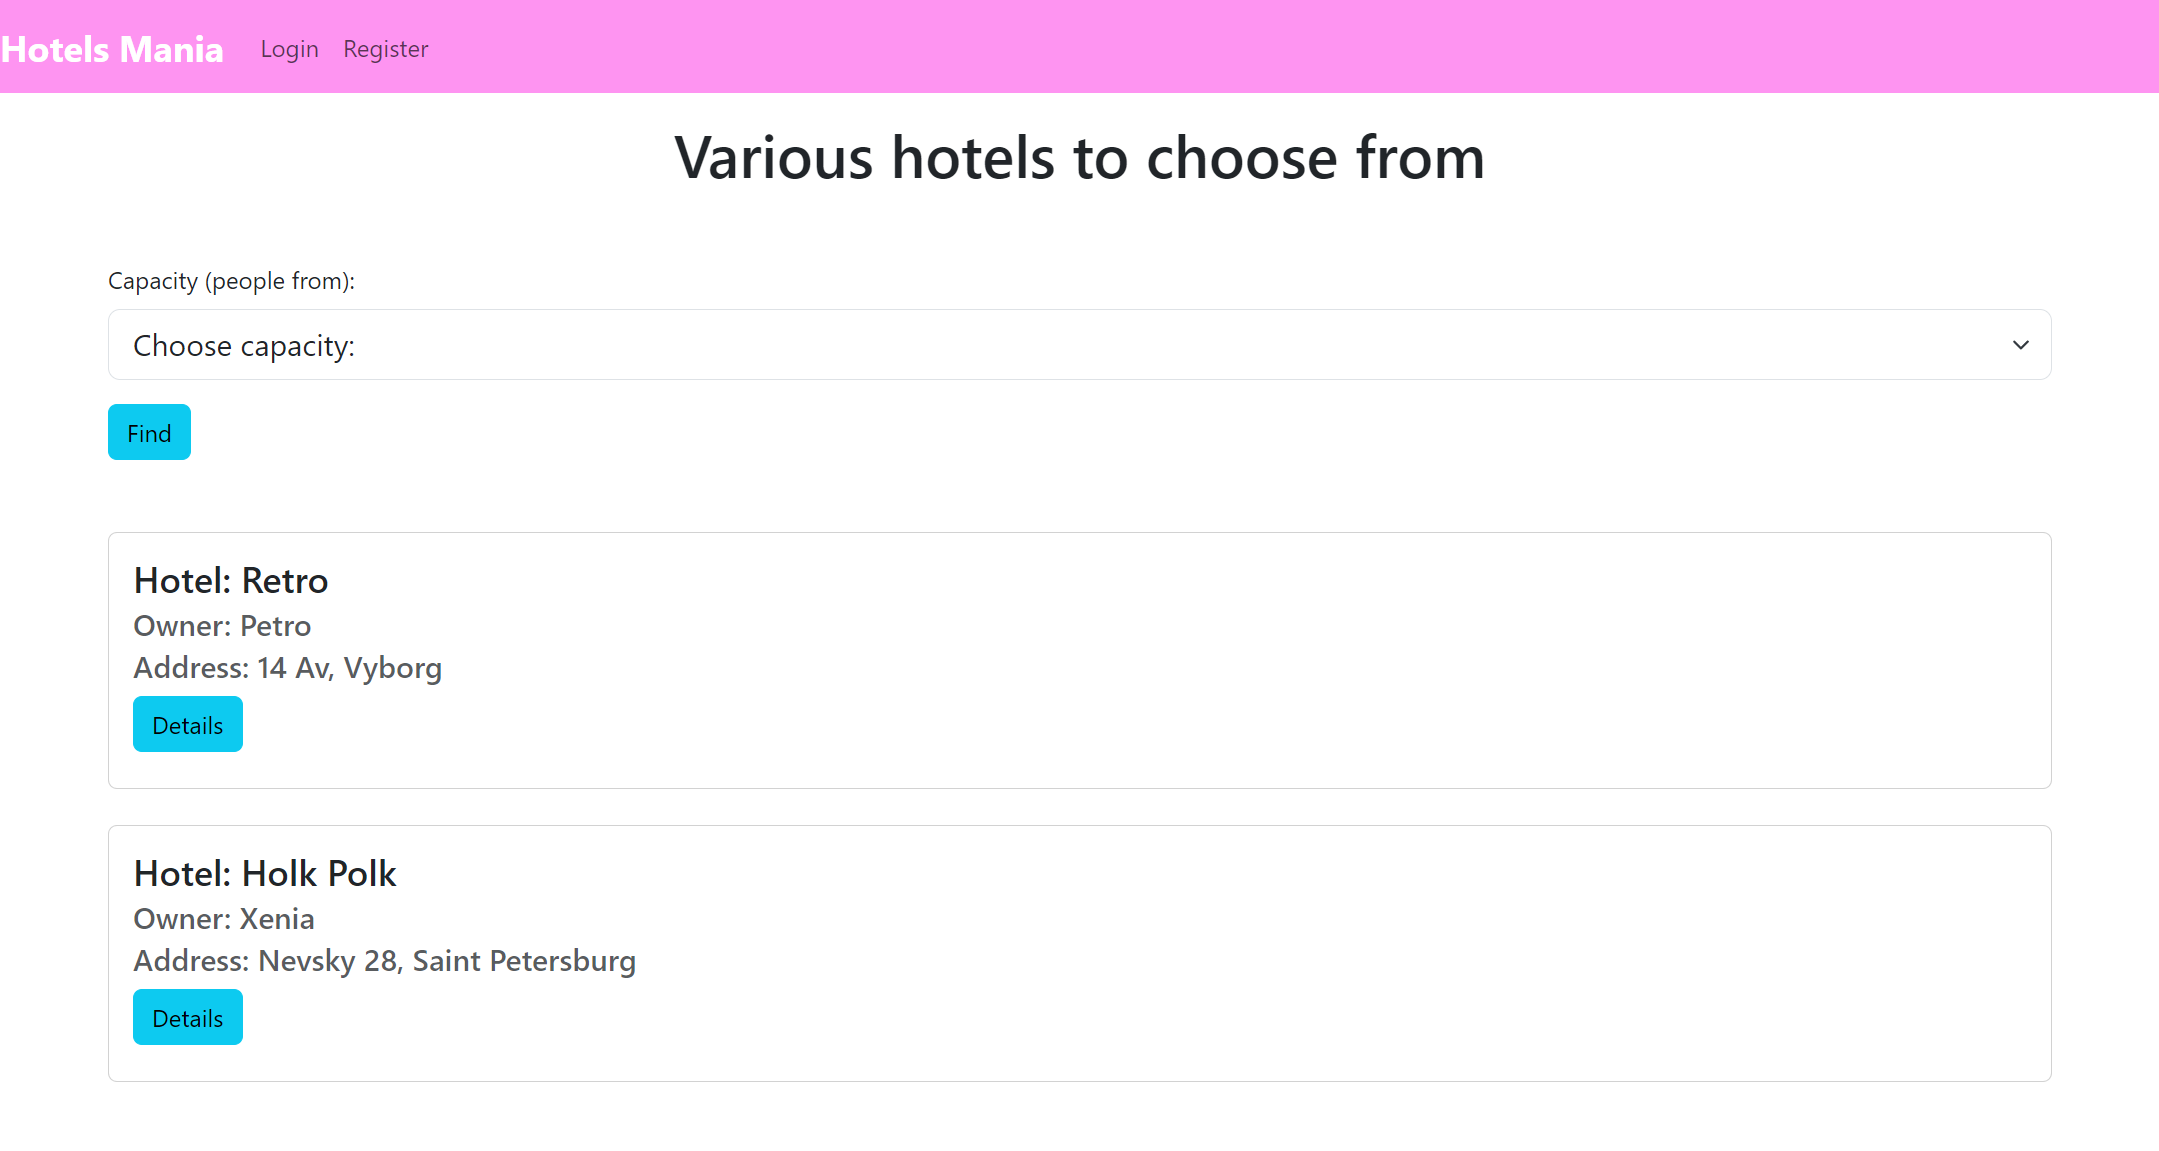 Hotels Mania Login Register
Various hotels to choose from
Capacity (people from):
Choose capacity:
Find
Hotel: Retro
Owner: Petro
Address: 14 Av, Vyborg
Details
Hotel: Holk Polk
Owner: Xenia
Address: Nevsky 28, Saint Petersburg
Details